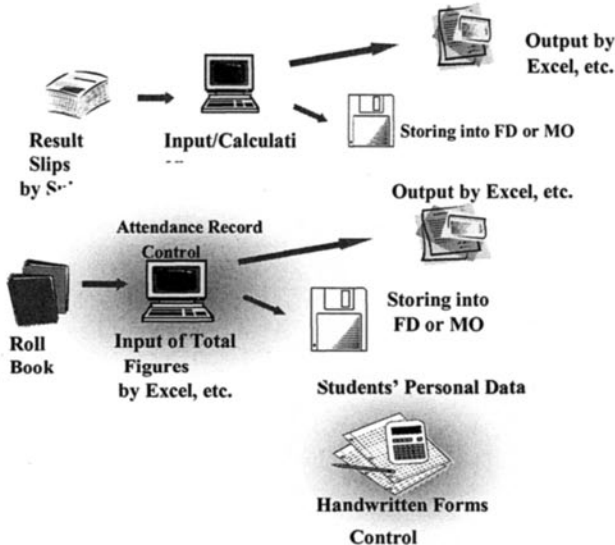 Output by
Excel, etc.
Result
Slips
by
Input/Calculati
Storing into FD or MO
Output by Excel, etc.
Attendance Record
Control
Roll
Book
Input of Total
Figures
by Excel, etc.
Storing into
FD or MO
Students' Personal Data
Handwritten Forms
Control